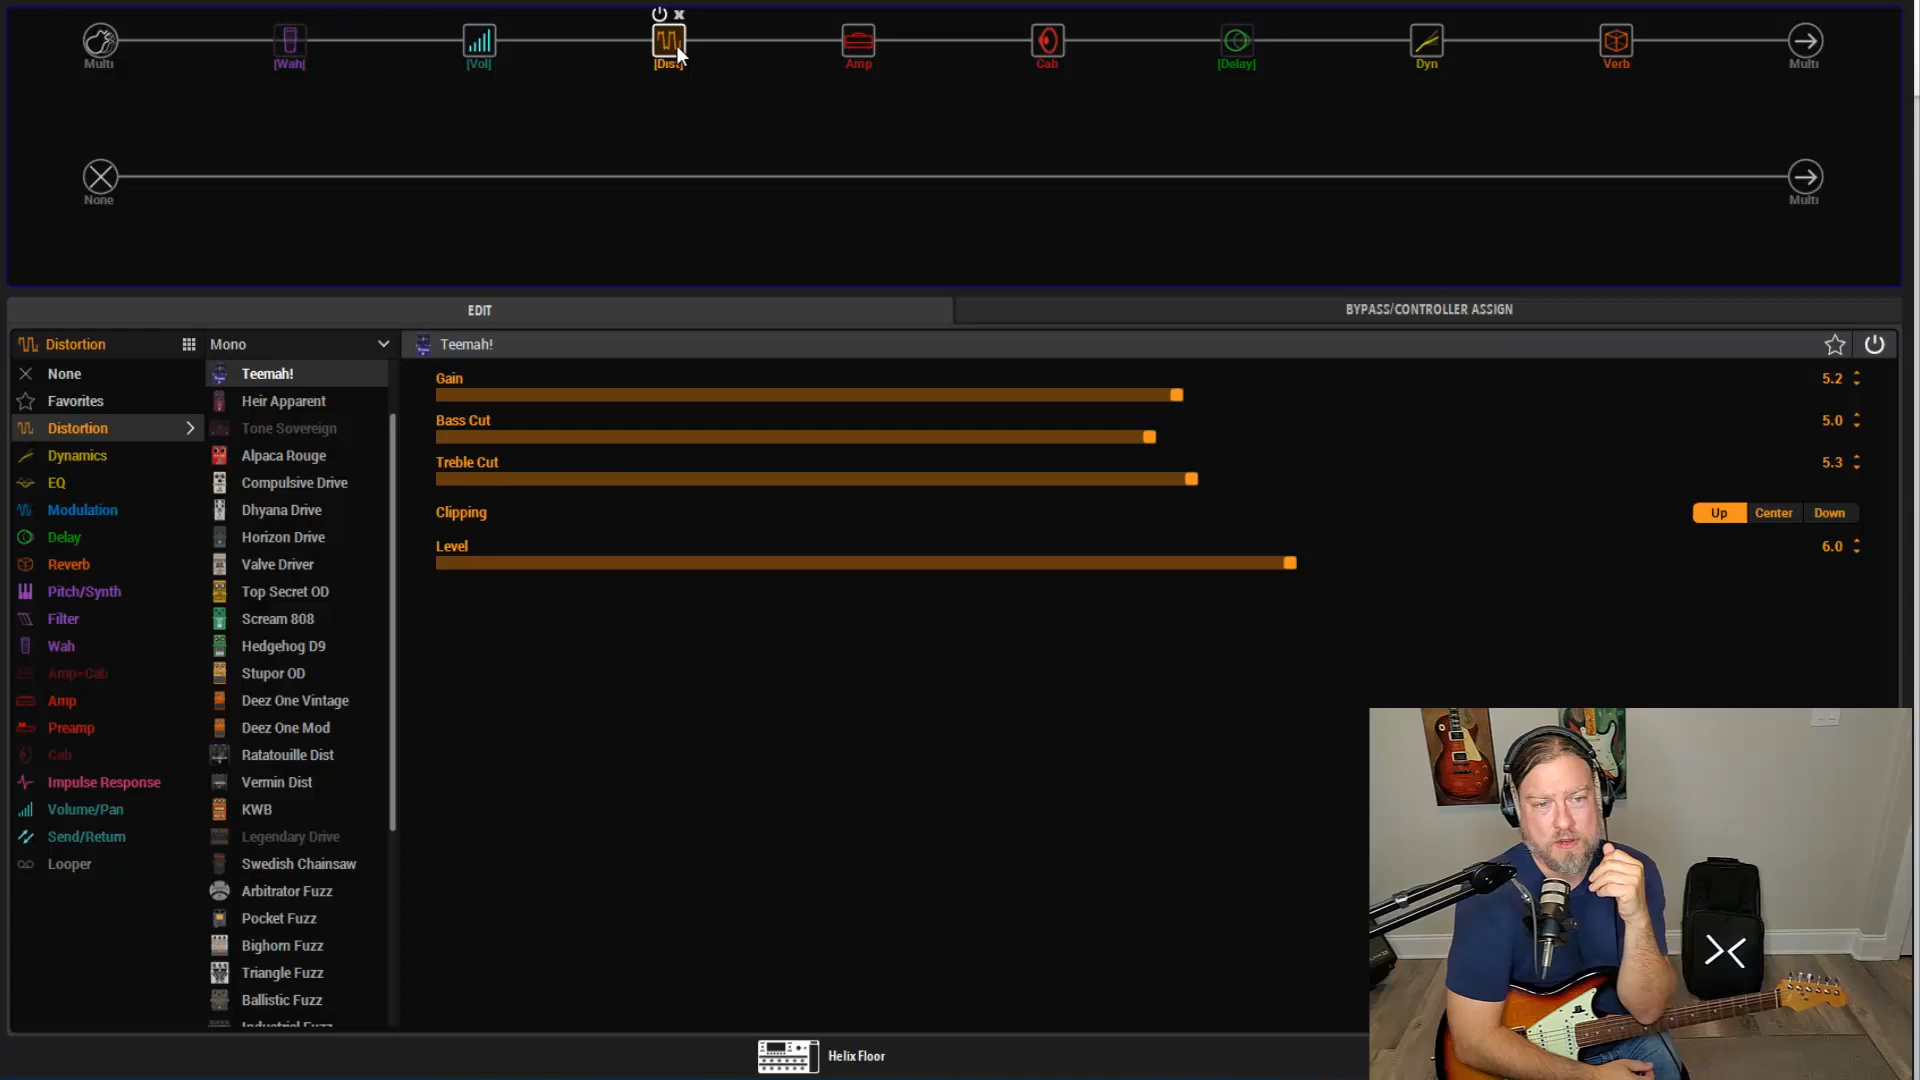 Multi
|Wah|
|Vol|
|Dist|
Amp
Cab
|Delay|
Dyn
Verb
Multi
None
Multi
EDIT
BYPASS/CONTROLLER ASSIGN
Distortion
Mono
Teemah!
None
Favorites
Distortion
Dynamics
EQ
Modulation
Delay
Reverb
Pitch/Synth
Filter
Wah
Amp+Cab
Amp
Preamp
Cab
Impulse Response
Volume/Pan
Send/Return
Looper
Teemah!
Heir Apparent
Tone Sovereign
Alpaca Rouge
Compulsive Drive
Dhyana Drive
Horizon Drive
Valve Driver
Top Secret OD
Scream 808
Hedgehog D9
Stupor OD
Deez One Vintage
Deez One Mod
Ratatouille Dist
Vermin Dist
KWB
Legendary Drive
Swedish Chainsaw
Arbitrator Fuzz
Pocket Fuzz
Bighorn Fuzz
Triangle Fuzz
Ballistic Fuzz
Industrial Fuzz
Gain 5.2
Bass Cut 5.0
Treble Cut 5.3
Clipping Up Center Down
Level 6.0
Helix Floor